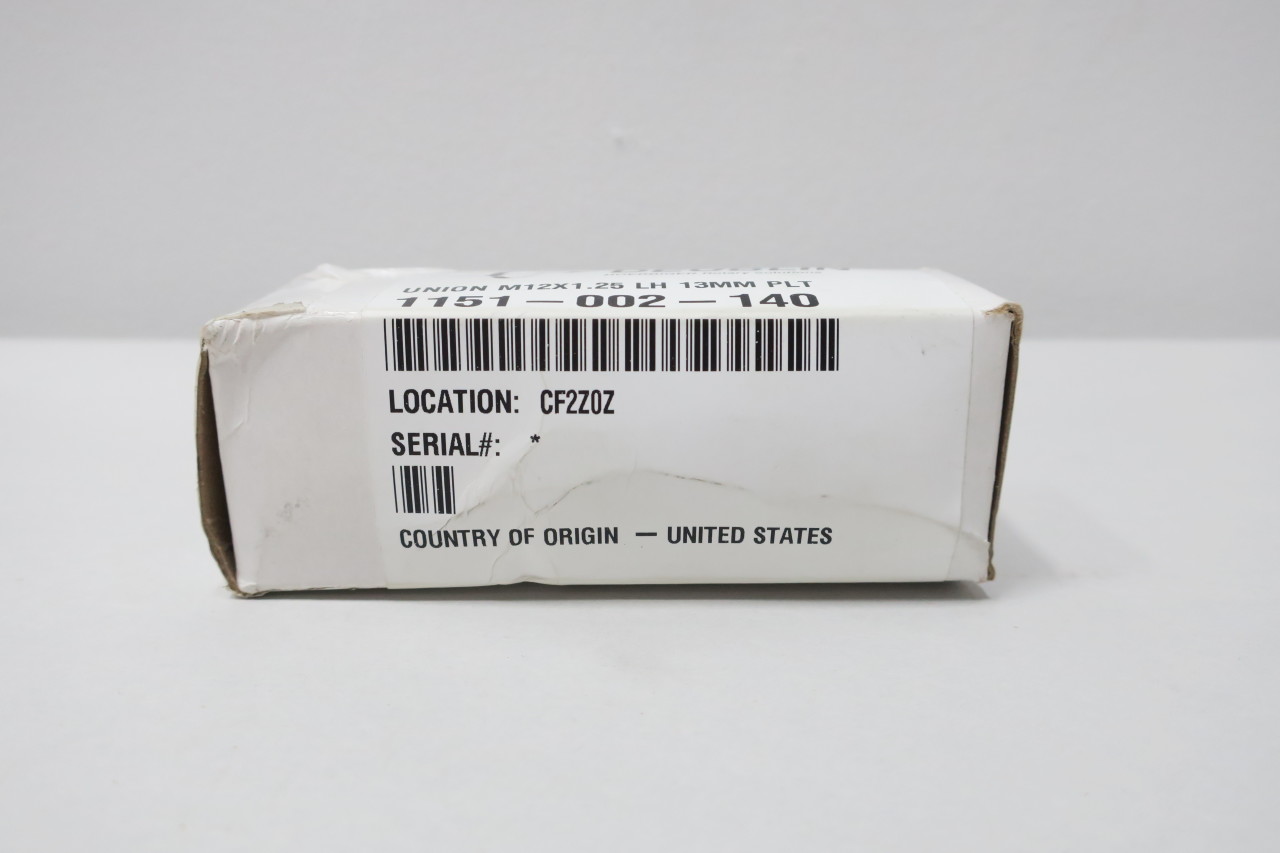 UNION M12X1.25 LH 13MM PLT
1151-002-140
LOCATION: CF2Z0Z
SERIAL#: *
COUNTRY OF ORIGIN — UNITED STATES